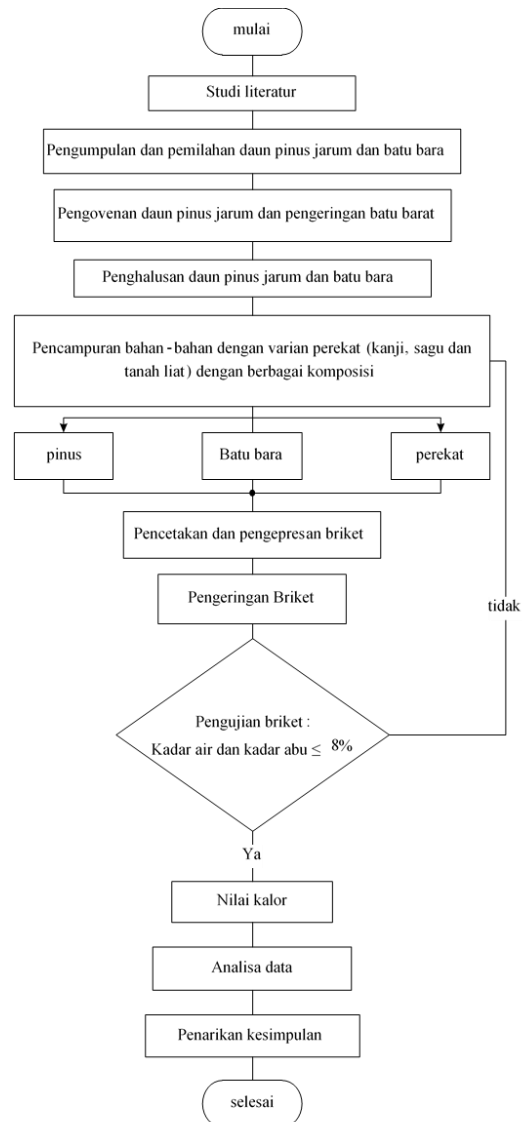 mulai
Studi literatur
Pengumpulan dan pemilahan daun pinus jarum dan batu bara
Pengovenan daun pinus jarum dan pengeringan batu barat
Penghalusan daun pinus jarum dan batu bara
Pencampuran bahan - bahan dengan varian perekat (kanji, sagu dan
tanah liat) dengan berbagai komposisi
pinus
Batu bara
perekat
Pencetakan dan pengepresan briket
Pengeringan Briket
tidak
Pengujian briket :
Kadar air dan kadar abu ≤ 8%
Ya
Nilai kalor
Analisa data
Penarikan kesimpulan
selesai